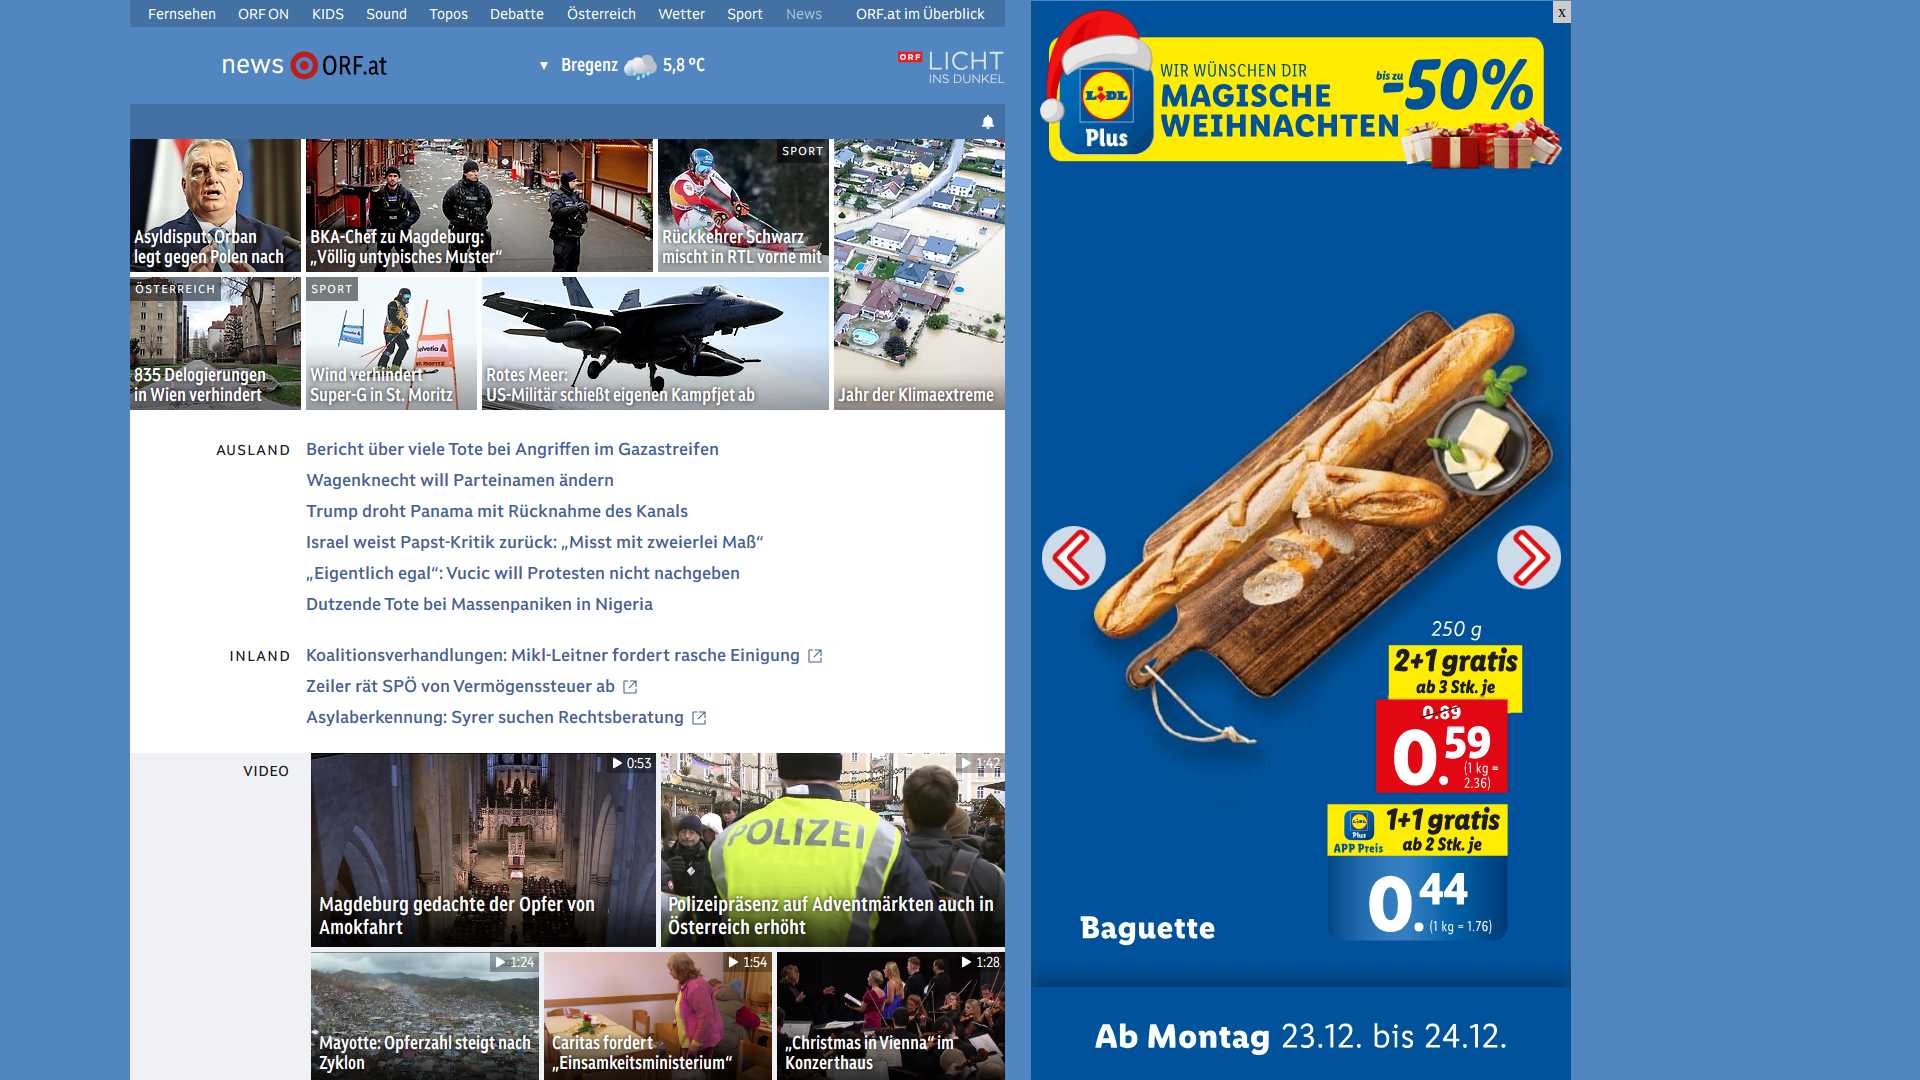 Fernsehen ORF ON KIDS Sound Topos Debatte Österreich Wetter Sport News ORF.at im Überblick
news ORF.at
▼ Bregenz 5,8 °C
ORF LICHT
INS DUNKEL
Asyldisput: Orban
legt gegen Polen nach
BKA-Chef zu Magdeburg:
„Völlig untypisches Muster“
SPORT
Rückkehrer Schwarz
mischt in RTL vorne mit
ÖSTERREICH
835 Delogierungen
in Wien verhindert
SPORT
helvetia
Wind verhindert
Super-G in St. Moritz
Rotes Meer:
US-Militär schießt eigenen Kampfjet ab
Jahr der Klimaextreme
AUSLAND
Bericht über viele Tote bei Angriffen im Gazastreifen
Wagenknecht will Parteinamen ändern
Trump droht Panama mit Rücknahme des Kanals
Israel weist Papst-Kritik zurück: „Misst mit zweierlei Maß“
„Eigentlich egal“: Vucic will Protesten nicht nachgeben
Dutzende Tote bei Massenpaniken in Nigeria
INLAND
Koalitionsverhandlungen: Mikl-Leitner fordert rasche Einigung
Zeiler rät SPÖ von Vermögenssteuer ab
Asylaberkennung: Syrer suchen Rechtsberatung
VIDEO
0:53
Magdeburg gedachte der Opfer von
Amokfahrt
1:42
POLIZEI
Polizeipräsenz auf Adventmärkten auch in
Österreich erhöht
1:24
Mayotte: Opferzahl steigt nach
Zyklon
1:54
Caritas fordert
„Einsamkeitsministerium“
1:28
„Christmas in Vienna“ im
Konzerthaus
x
LIDL
Plus
WIR WÜNSCHEN DIR
MAGISCHE
WEIHNACHTEN
bis zu
-50%
250 g
2+1 gratis
ab 3 Stk. je
0.89
0.59
(1 kg =
2.36)
LIDL
Plus
APP Preis
1+1 gratis
ab 2 Stk. je
0.44
(1 kg = 1.76)
Baguette
Ab Montag 23.12. bis 24.12.